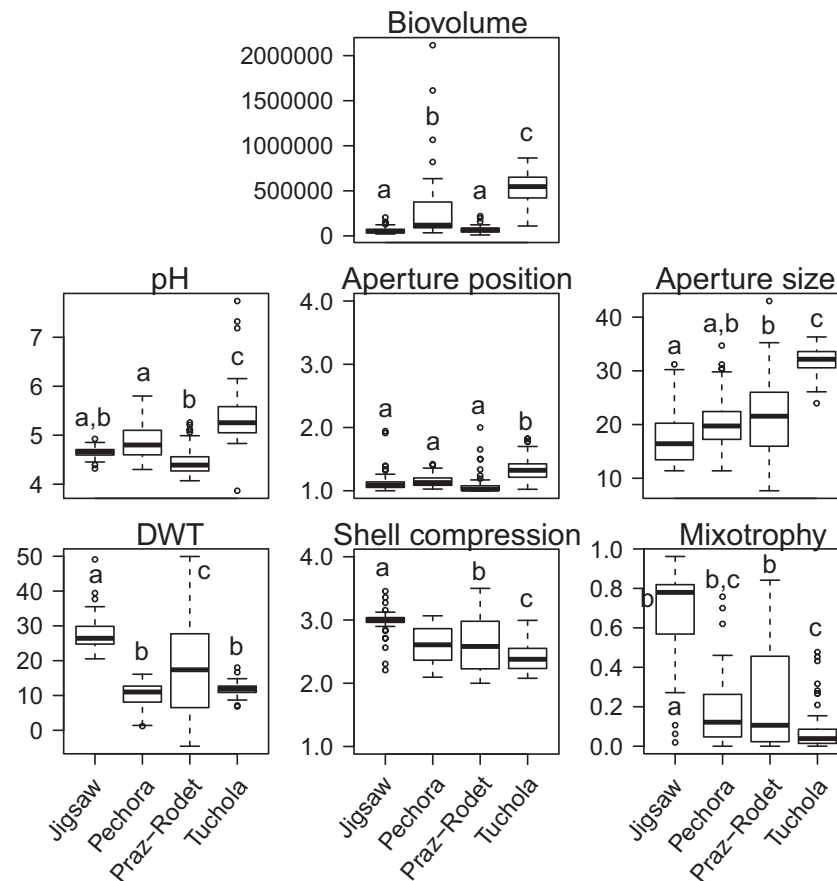 Biovolume
2000000
1500000
1000000
500000
0
a
b
a
c
pH
7
6
5
4
a,b
a
b
c
Aperture position
4.0
3.0
2.0
1.0
a
a
a
b
Aperture size
40
30
20
10
a
a,b
b
c
DWT
50
40
30
20
10
0
a
b
c
b
Shell compression
4.0
3.0
2.0
1.0
a
b
c
Mixotrophy
1.0
0.8
0.6
0.4
0.2
0.0
b
a
b,c
b
c
Jigsaw
Pechora
Praz−Rodet
Tuchola
Jigsaw
Pechora
Praz−Rodet
Tuchola
Jigsaw
Pechora
Praz−Rodet
Tuchola